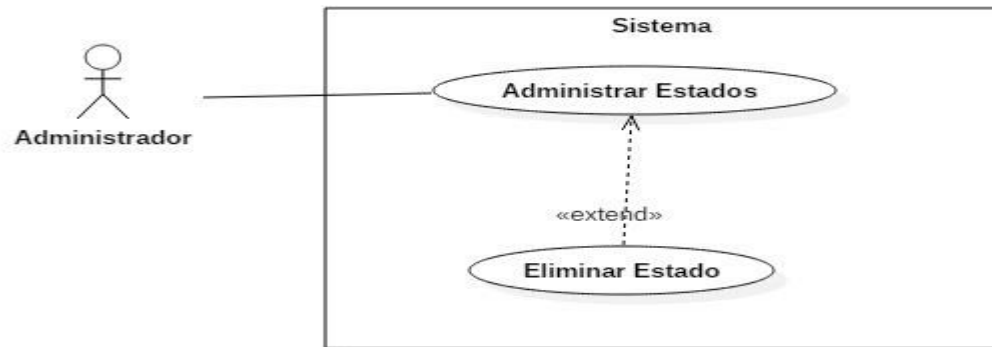 Sistema
Administrar Estados
Administrador
«extend»
Eliminar Estado